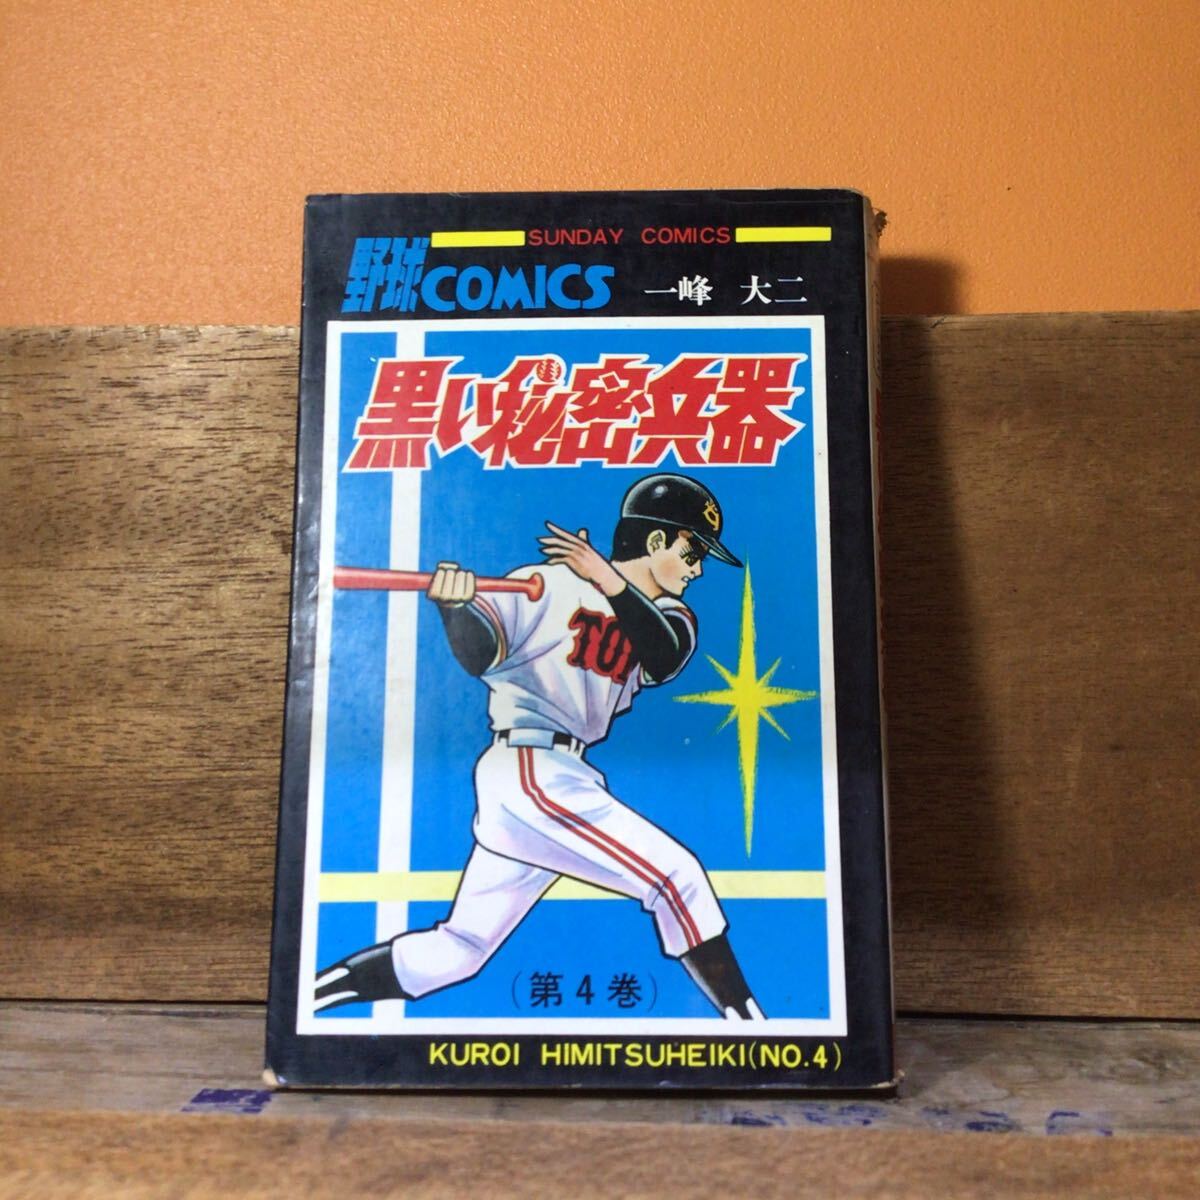 SUNDAY COMICS
野球COMICS
一峰 大二
黒い秘密兵器
TO
(第4巻)
KUROI HIMITSUHEIKI(NO.4)